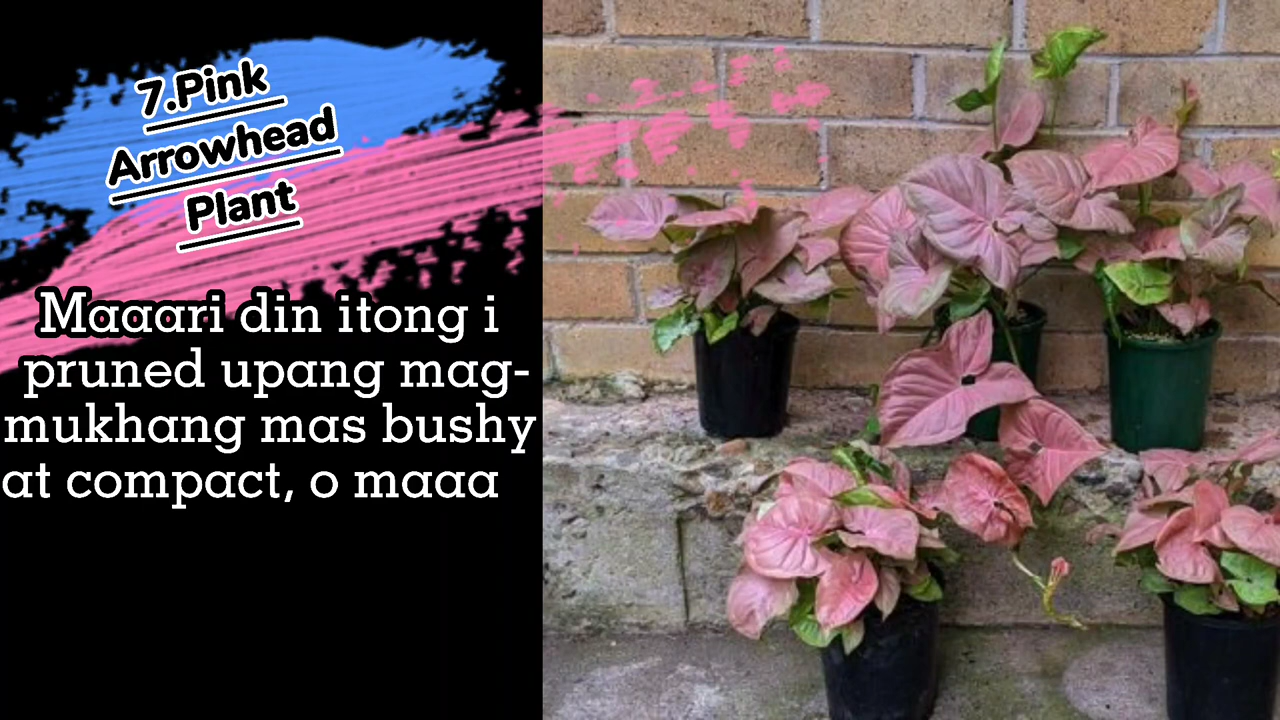 7.Pink
Arrowhead
Plant
Maaari din itong i
pruned upang mag-
mukhang mas bushy
at compact, o maaa